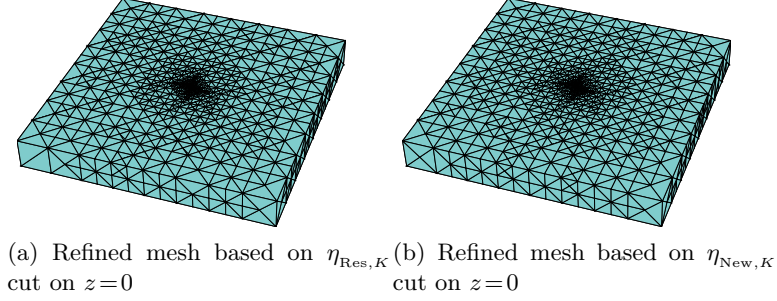 (a) Refined mesh based on η_{Res,K}
cut on z=0
(b) Refined mesh based on η_{New,K}
cut on z=0